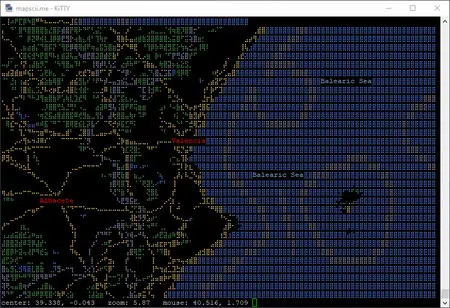 mapscii.me - KiTTY
Balearic Sea
Valencia
Balearic Sea
Albacete
center: 39.338, -0.043 zoom: 5.87 mouse: 40.516, 1.709